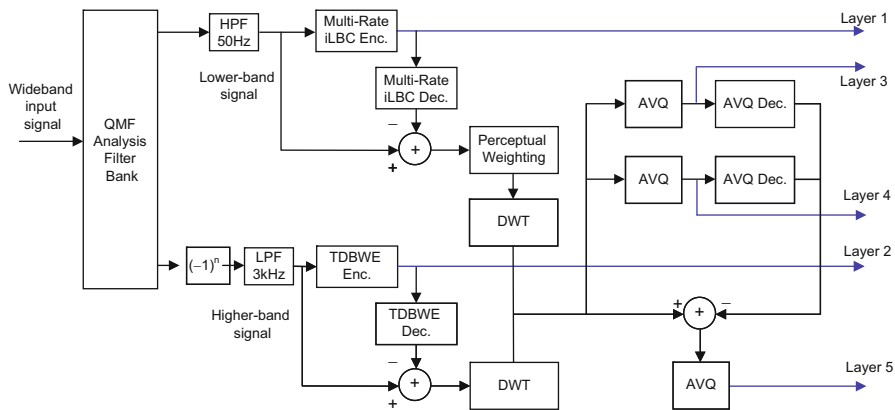 Wideband
input
signal
QMF
Analysis
Filter
Bank
HPF
50Hz
Lower-band
signal
Multi-Rate
iLBC Enc.
Multi-Rate
iLBC Dec.
−
+
+
Perceptual
Weighting
DWT
Layer 1
Layer 3
AVQ
AVQ Dec.
AVQ
AVQ Dec.
Layer 4
(−1)ⁿ
LPF
3kHz
Higher-band
signal
TDBWE
Enc.
Layer 2
TDBWE
Dec.
−
+
+
DWT
+
+
−
AVQ
Layer 5